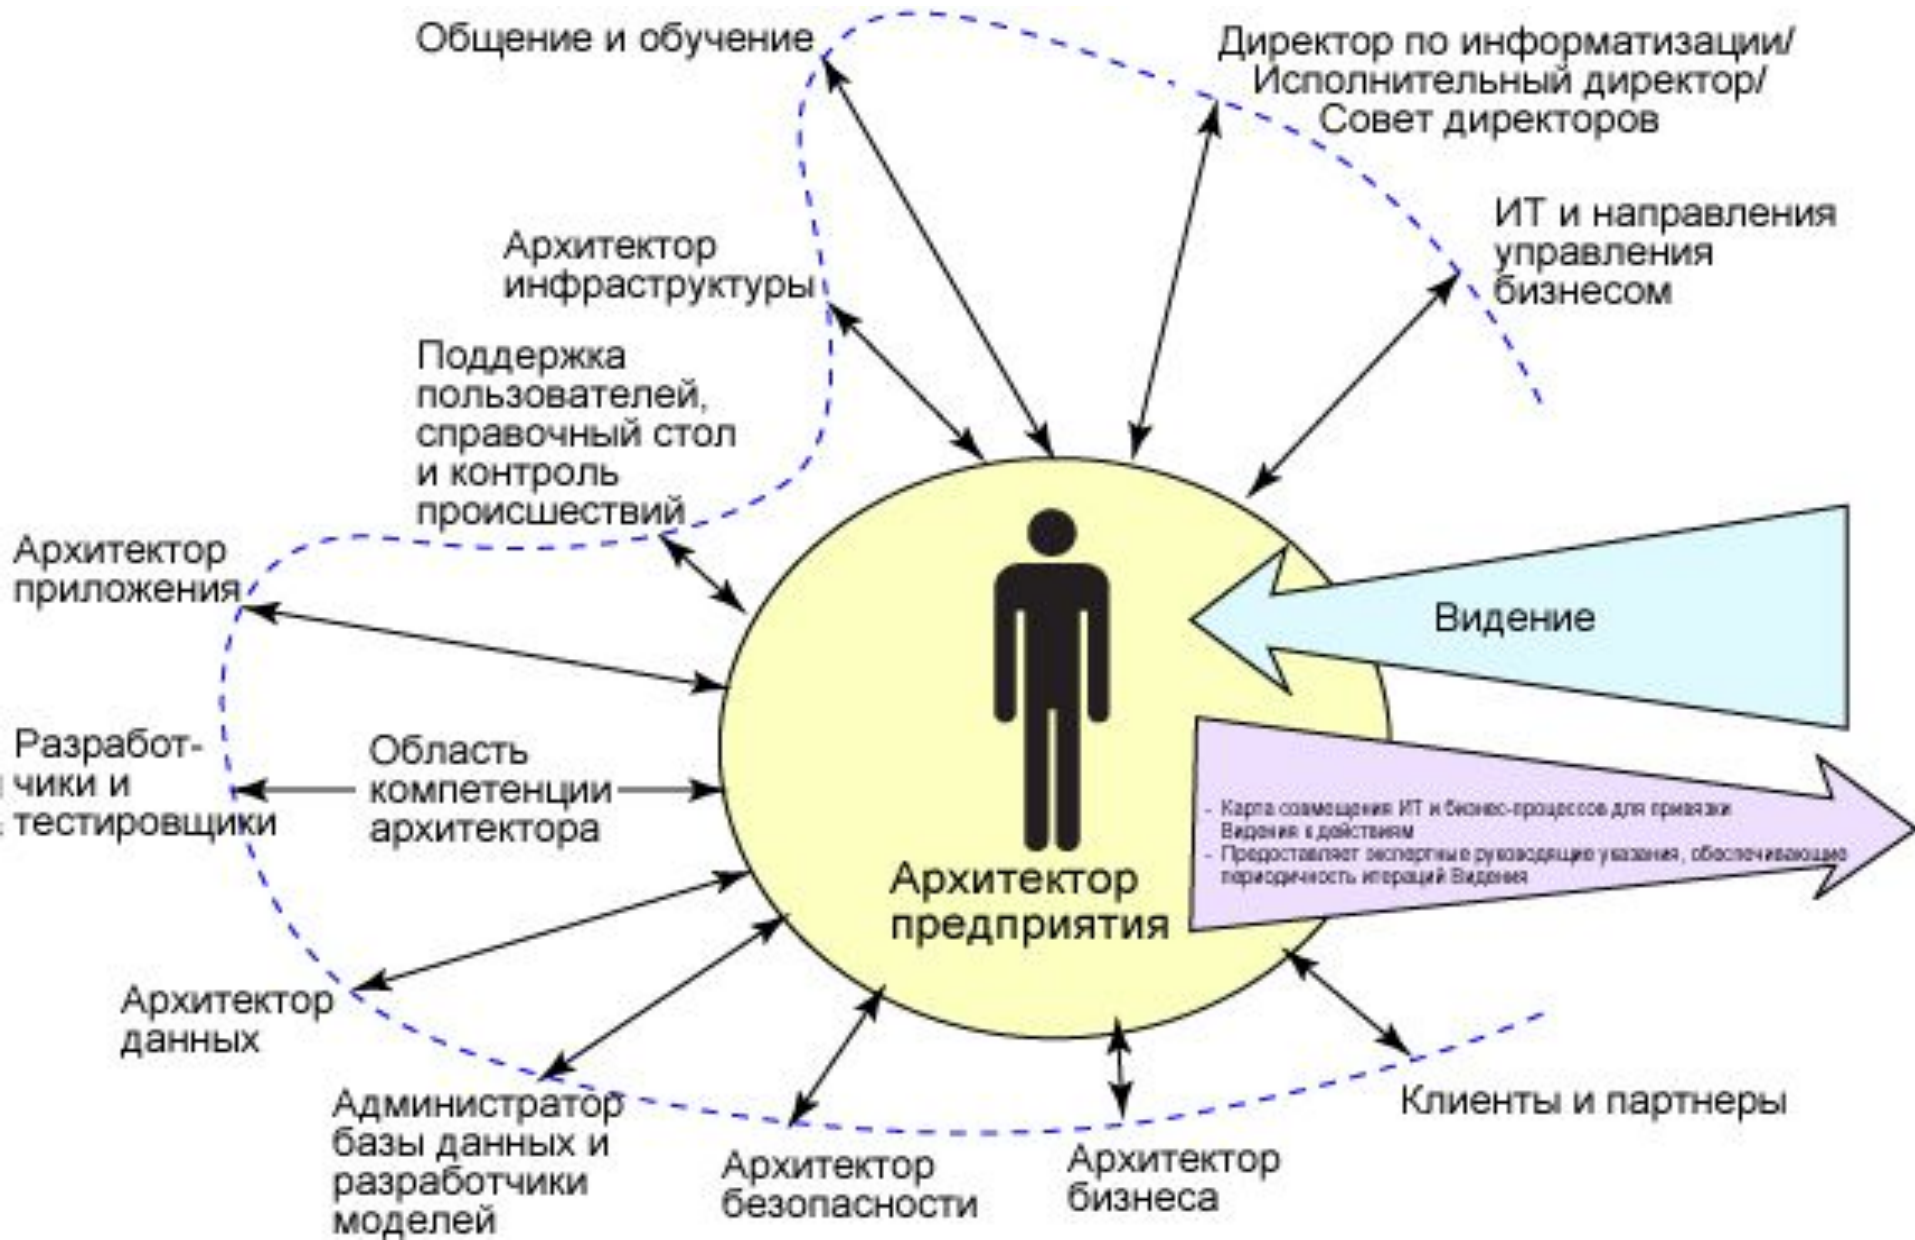 Общение и обучение
Директор по информатизации/
Исполнительный директор/
Совет директоров
ИТ и направления
управления
бизнесом
Архитектор
инфраструктуры
Поддержка
пользователей,
справочный стол
и контроль
происшествий
Архитектор
приложения
Видение
Разработ-
чики и
тестировщики
Область
компетенции
архитектора
- Карта совмещения ИТ и бизнес-процессов для привязки
Видения к действиям
- Предоставляет экспертные руководящие указания, обеспечивающие
периодичность итераций Видения
Архитектор
предприятия
Архитектор
данных
Администратор
базы данных и
разработчики
моделей
Архитектор
безопасности
Архитектор
бизнеса
Клиенты и партнеры